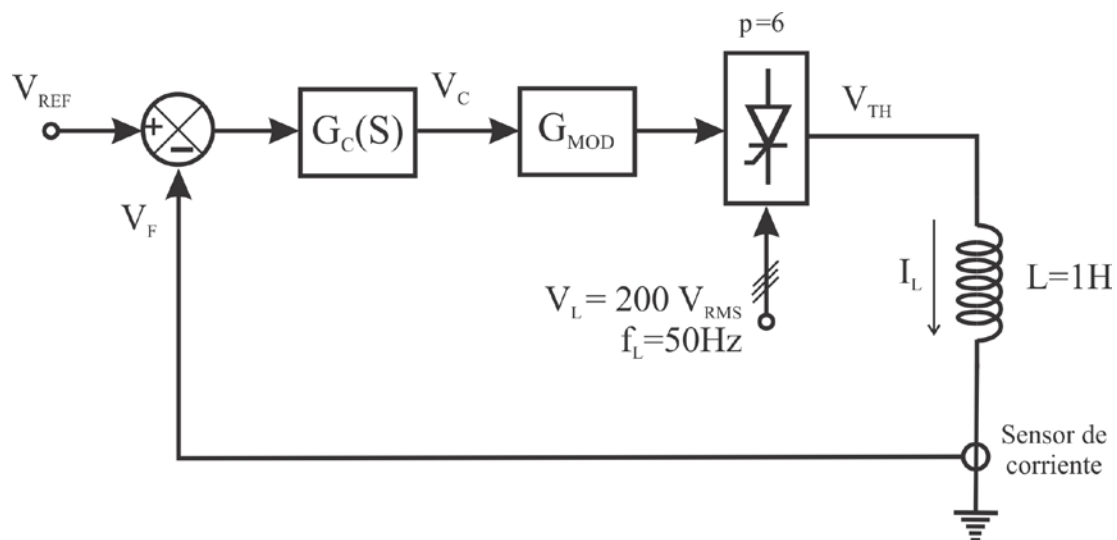 p=6
V_REF
+
−
G_C(S)
V_C
G_MOD
V_TH
V_F
I_L
L=1H
V_L= 200 V_RMS
f_L=50Hz
Sensor de
corriente